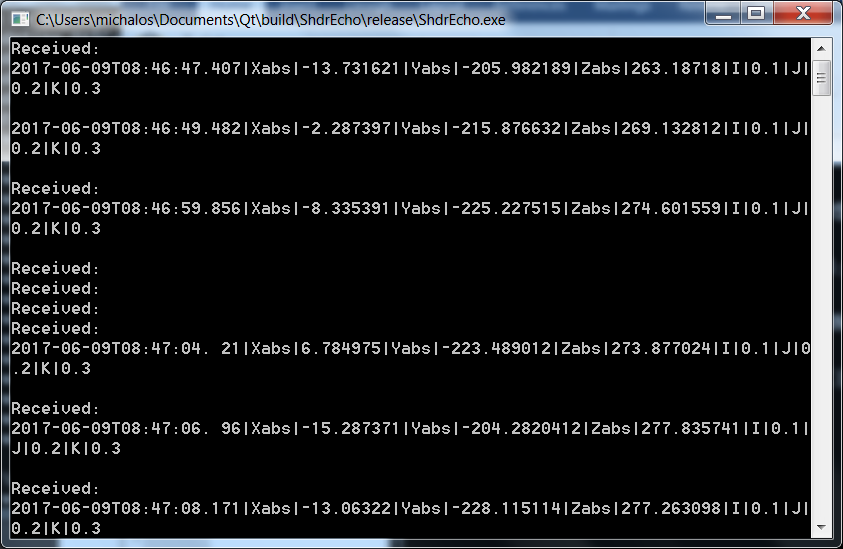 C:\Users\michalos\Documents\Qt\build\ShdrEcho\release\ShdrEcho.exe
Received:
2017-06-09T08:46:47.407|Xabs|-13.731621|Yabs|-205.982189|Zabs|263.18718|I|0.1|J|
0.2|K|0.3
2017-06-09T08:46:49.482|Xabs|-2.287397|Yabs|-215.876632|Zabs|269.132812|I|0.1|J|
0.2|K|0.3
Received:
2017-06-09T08:46:59.856|Xabs|-8.335391|Yabs|-225.227515|Zabs|274.601559|I|0.1|J|
0.2|K|0.3
Received:
Received:
Received:
Received:
2017-06-09T08:47:04. 21|Xabs|6.784975|Yabs|-223.489012|Zabs|273.877024|I|0.1|J|0
.2|K|0.3
Received:
2017-06-09T08:47:06. 96|Xabs|-15.287371|Yabs|-204.2820412|Zabs|277.835741|I|0.1|
J|0.2|K|0.3
Received:
2017-06-09T08:47:08.171|Xabs|-13.06322|Yabs|-228.115114|Zabs|277.263098|I|0.1|J|
0.2|K|0.3